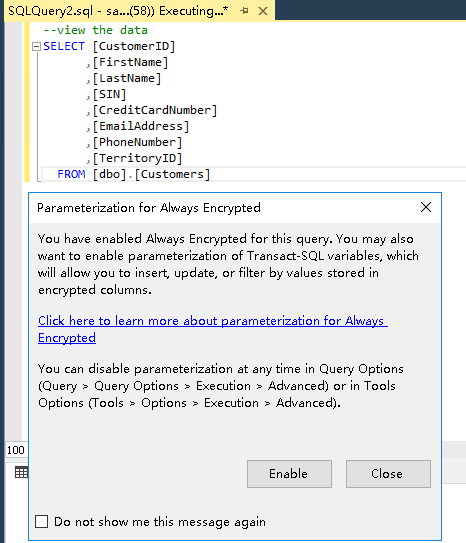 SQLQuery2.sql - sa...(58)) Executing...*
--view the data
SELECT [CustomerID]
,[FirstName]
,[LastName]
,[SIN]
,[CreditCardNumber]
,[EmailAddress]
,[PhoneNumber]
,[TerritoryID]
FROM [dbo].[Customers]
Parameterization for Always Encrypted
You have enabled Always Encrypted for this query. You may also
want to enable parameterization of Transact-SQL variables, which
will allow you to insert, update, or filter by values stored in
encrypted columns.
Click here to learn more about parameterization for Always
Encrypted
You can disable parameterization at any time in Query Options
(Query > Query Options > Execution > Advanced) or in Tools
Options (Tools > Options > Execution > Advanced).
100
Enable Close
Do not show me this message again